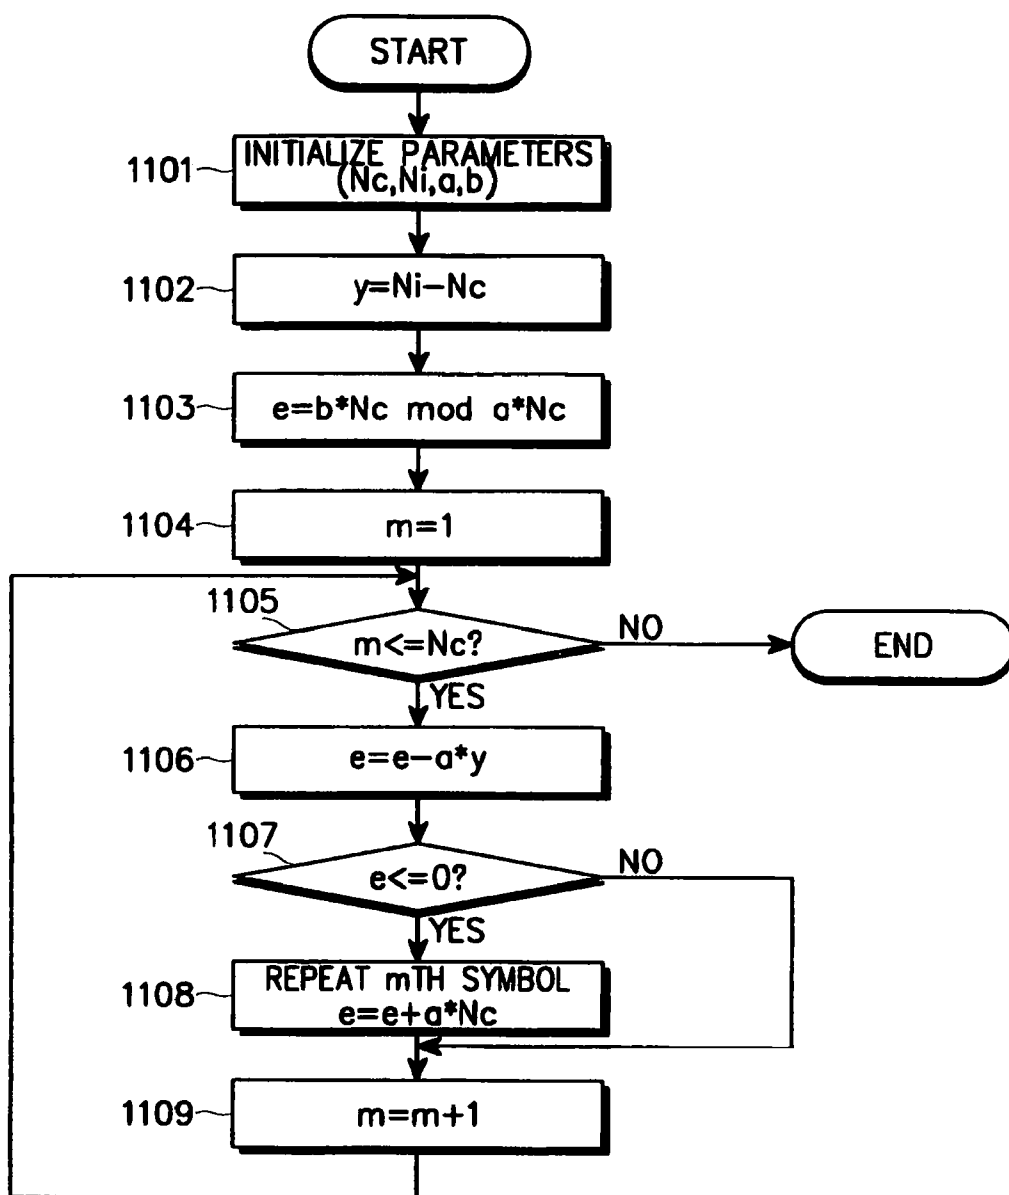 START
1101
INITIALIZE PARAMETERS
(Nc,Ni,a,b)
1102
y=Ni-Nc
1103
e=b*Nc mod a*Nc
1104
m=1
1105
m<=Nc?
NO
END
YES
1106
e=e-a*y
1107
e<=0?
NO
YES
1108
REPEAT mTH SYMBOL
e=e+a*Nc
1109
m=m+1